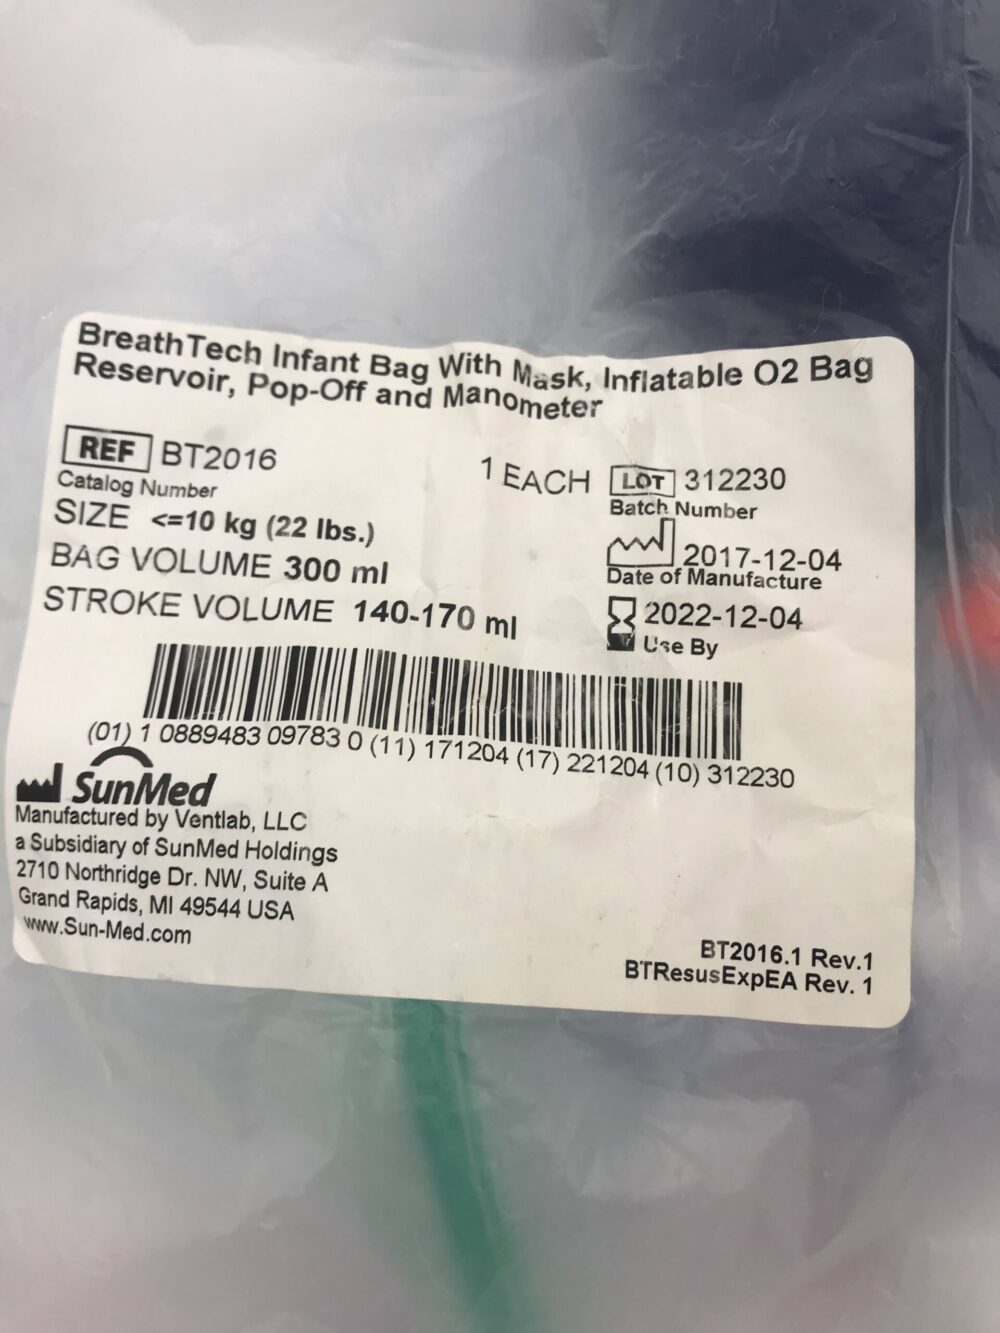 BreathTech Infant Bag With Mask, Inflatable O2 Bag
Reservoir, Pop-Off and Manometer
REF BT2016
Catalog Number
SIZE <=10 kg (22 lbs.)
BAG VOLUME 300 ml
STROKE VOLUME 140-170 ml
1 EACH
LOT 312230
Batch Number
2017-12-04
Date of Manufacture
2022-12-04
Use By
(01) 1 0889483 09783 0 (11) 171204 (17) 221204 (10) 312230
SunMed
Manufactured by Ventlab, LLC
a Subsidiary of SunMed Holdings
2710 Northridge Dr. NW, Suite A
Grand Rapids, MI 49544 USA
www.Sun-Med.com
BT2016.1 Rev.1
BTResusExpEA Rev. 1